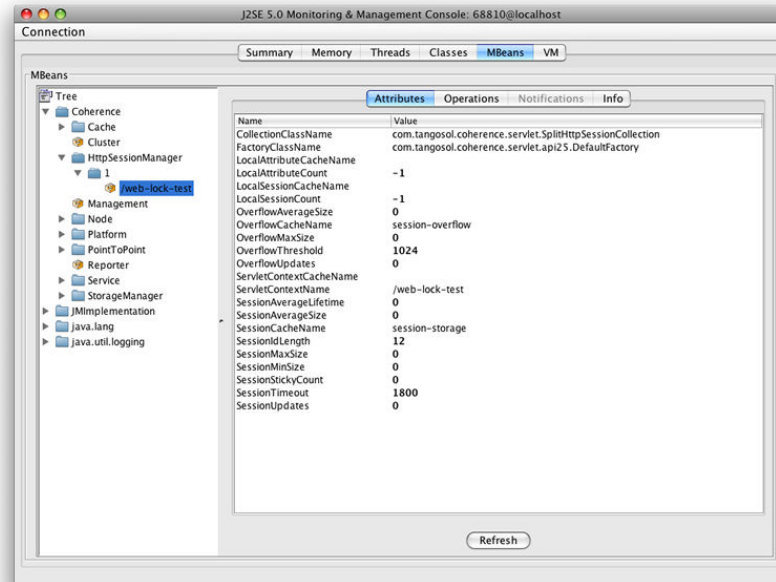 J2SE 5.0 Monitoring & Management Console: 68810@localhost
Connection
Summary Memory Threads Classes MBeans VM
MBeans
Tree
Coherence
Cache
Cluster
HttpSessionManager
1
/web-lock-test
Management
Node
Platform
PointToPoint
Reporter
Service
StorageManager
JMImplementation
java.lang
java.util.logging
Attributes Operations Notifications Info
Name Value
CollectionClassName com.tangosol.coherence.servlet.SplitHttpSessionCollection
FactoryClassName com.tangosol.coherence.servlet.api25.DefaultFactory
LocalAttributeCacheName
LocalAttributeCount -1
LocalSessionCacheName
LocalSessionCount -1
OverflowAverageSize 0
OverflowCacheName session-overflow
OverflowMaxSize 0
OverflowThreshold 1024
OverflowUpdates 0
ServletContextCacheName
ServletContextName /web-lock-test
SessionAverageLifetime 0
SessionAverageSize 0
SessionCacheName session-storage
SessionIdLength 12
SessionMaxSize 0
SessionMinSize 0
SessionStickyCount 0
SessionTimeout 1800
SessionUpdates 0
Refresh